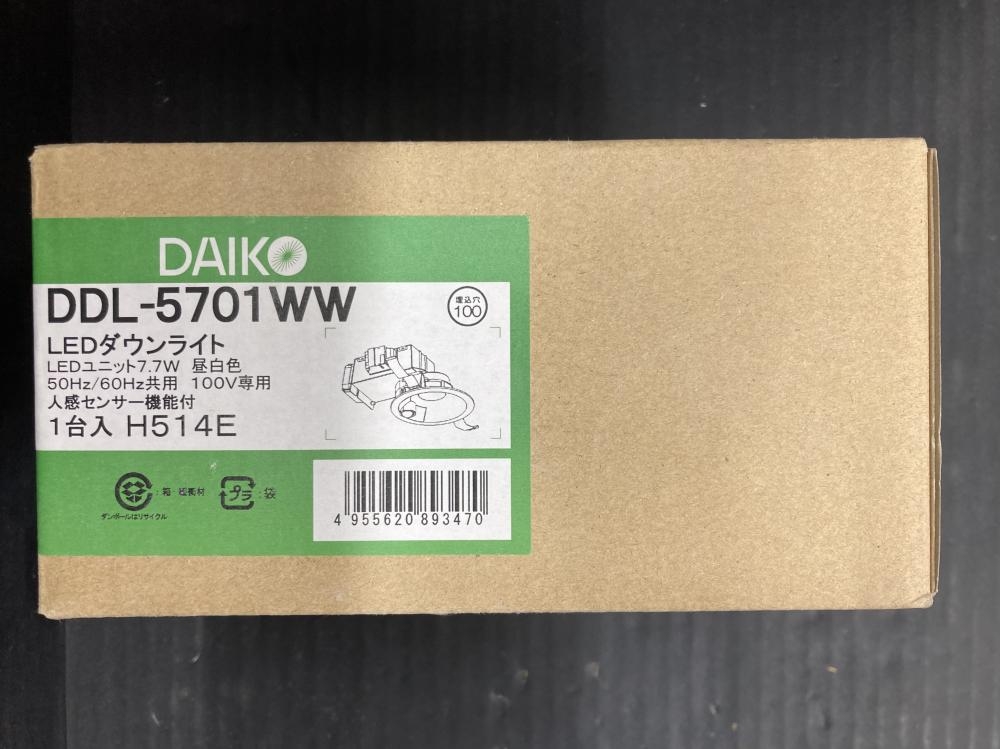 DAIKO
DDL-5701WW
埋込穴
100
LEDダウンライト
LEDユニット7.7W 昼白色
50Hz/60Hz共用 100V専用
人感センサー機能付
1台入 H514E
:箱・緩衝材
プラ :袋
ダンボールはリサイクル
4 955620 893470